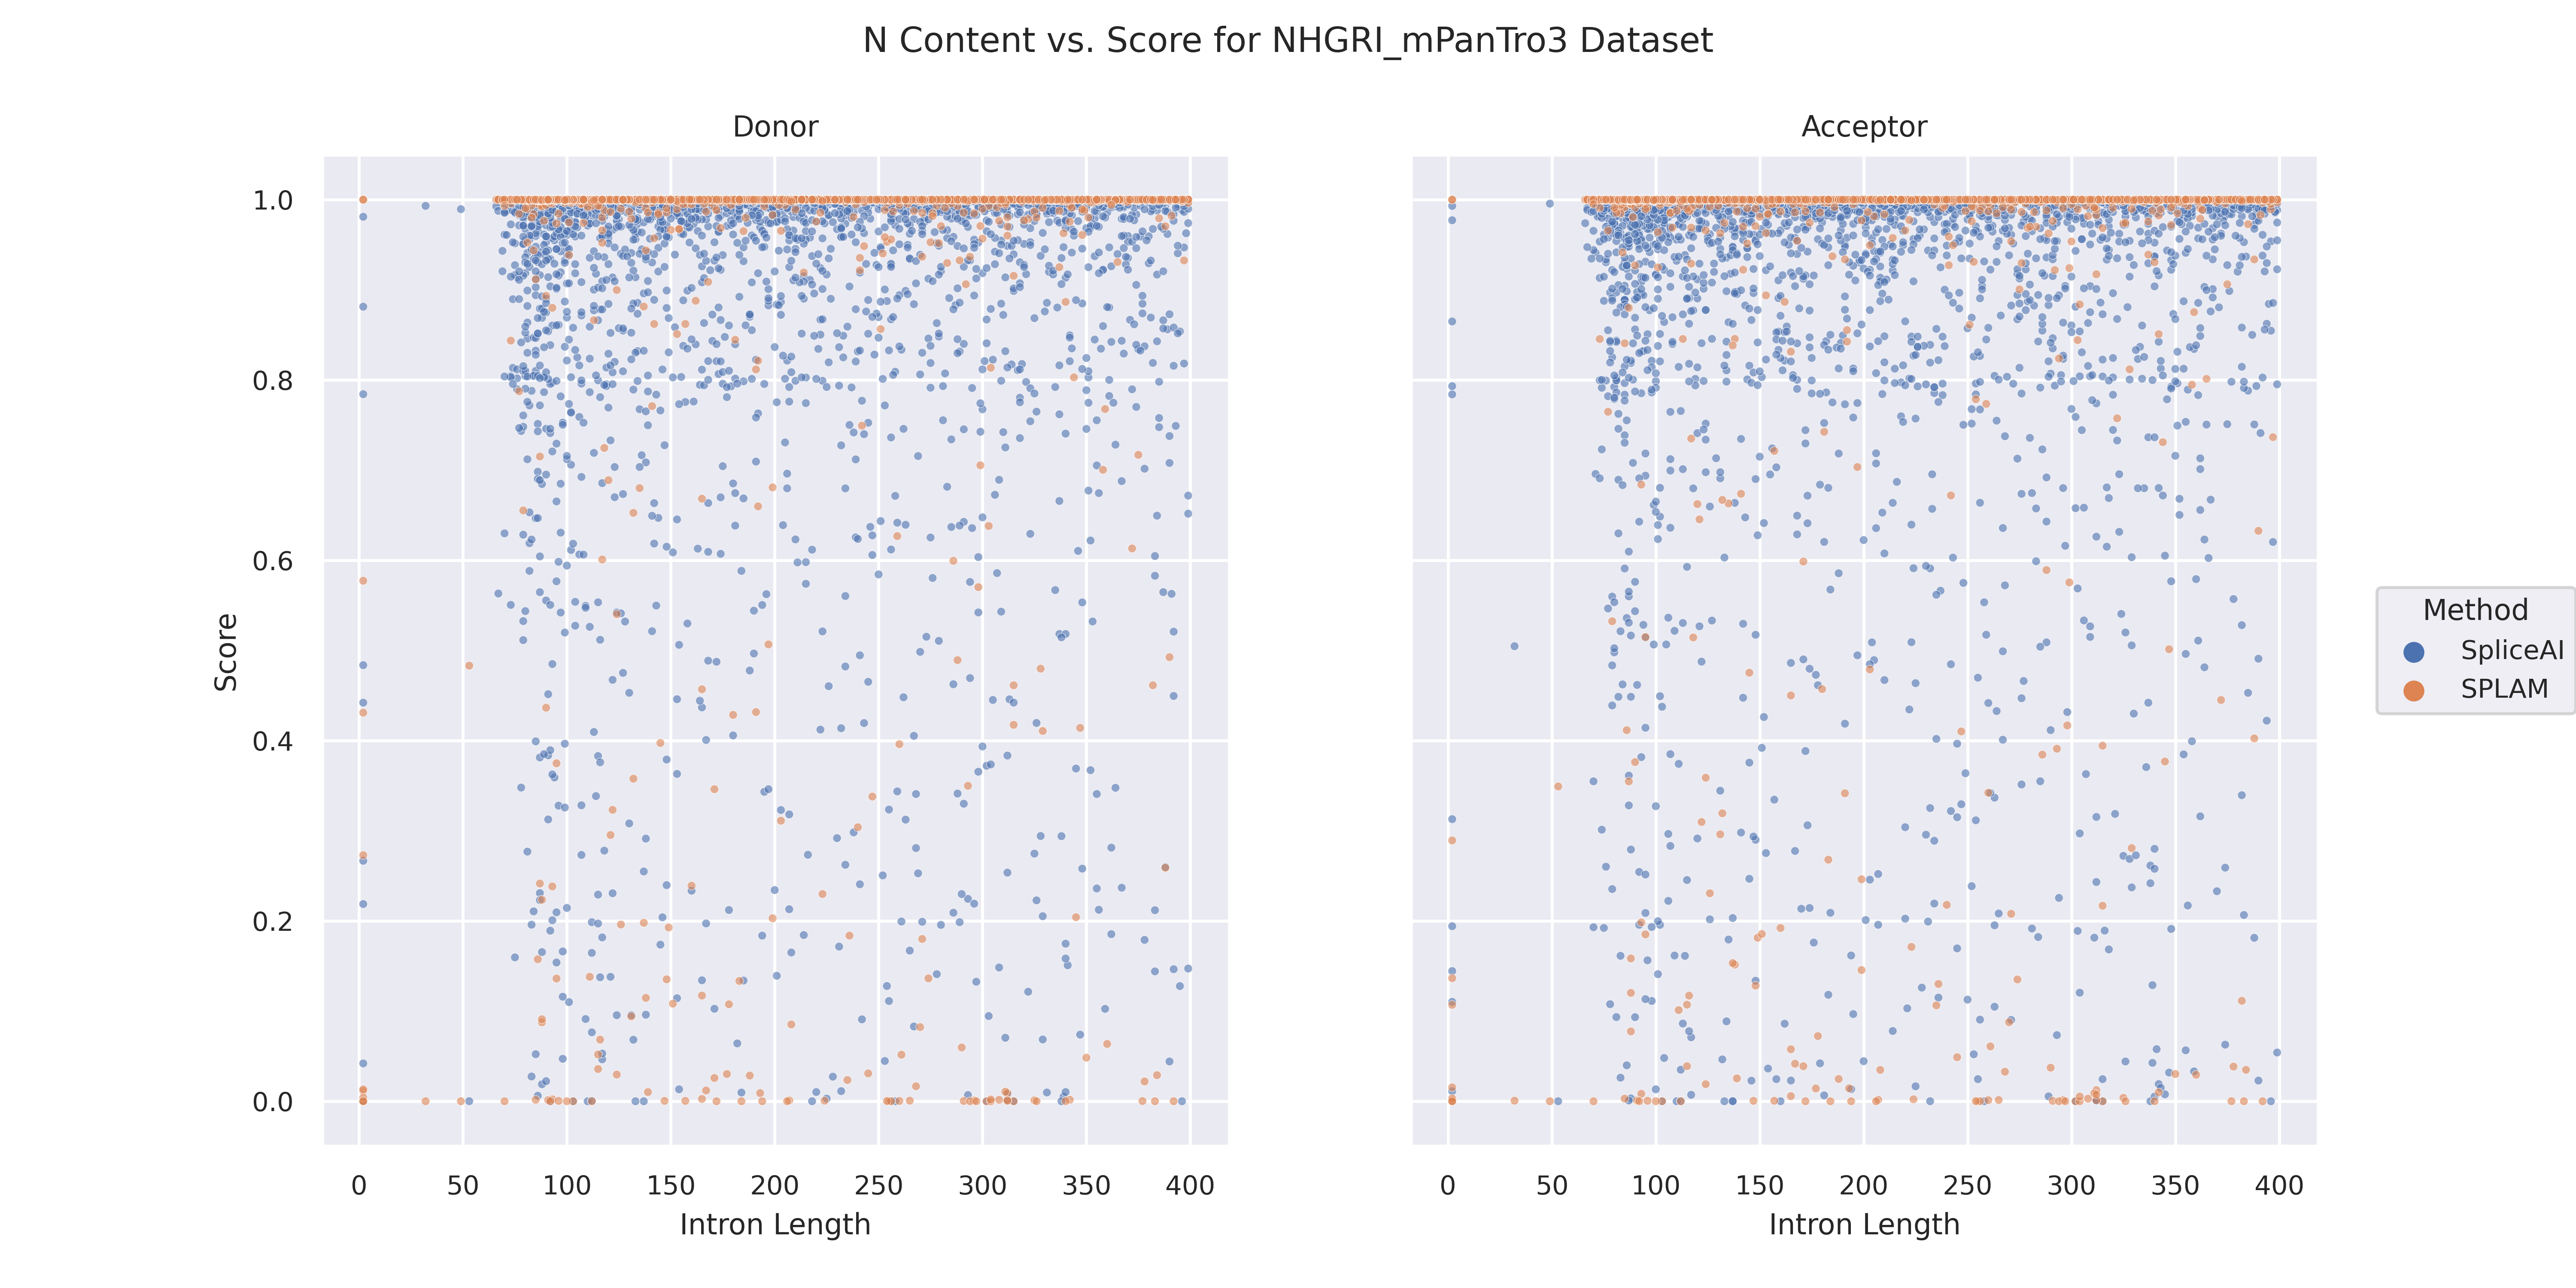 N Content vs. Score for NHGRI_mPanTro3 Dataset
Donor
Acceptor
1.0
0.8
0.6
0.4
0.2
0.0
Score
0 50 100 150 200 250 300 350 400
0 50 100 150 200 250 300 350 400
Intron Length
Intron Length
Method
SpliceAI
SPLAM